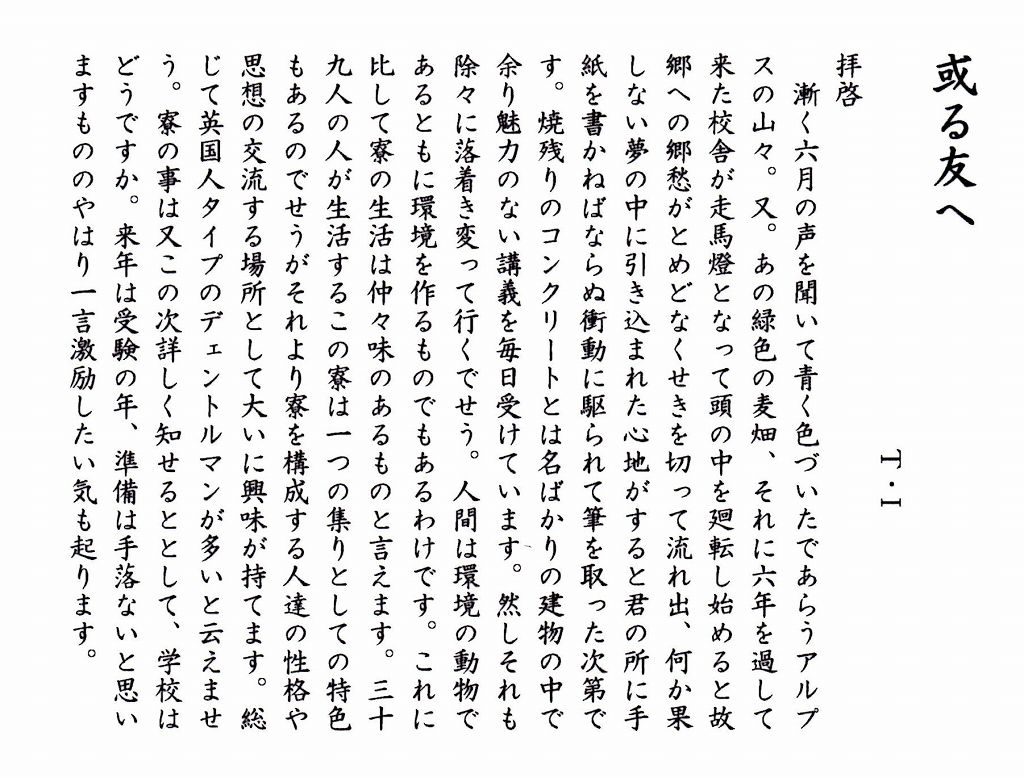 或る友へ
T・I
拝啓
漸く六月の声を聞いて青く色づいたであらうアルプ
スの山々。又。あの緑色の麦畑、それに六年を過して
来た校舎が走馬燈となって頭の中を廻転し始めると故
郷への郷愁がとめどなくせきを切って流れ出、何か果
しない夢の中に引き込まれた心地がすると君の所に手
紙を書かねばならぬ衝動に駆られて筆を取った次第で
す。焼残りのコンクリートとは名ばかりの建物の中で
余り魅力のない講義を毎日受けています。然しそれも
除々に落着き変って行くでせう。人間は環境の動物で
あるともに環境を作るものでもあるわけです。これに
比して寮の生活は仲々味のあるものと言えます。三十
九人の人が生活するこの寮は一つの集りとしての特色
もあるのでせうがそれより寮を構成する人達の性格や
思想の交流する場所として大いに興味が持てます。総
じて英国人タイプのデェントルマンが多いと云えませ
う。寮の事は又この次詳しく知せるととして、学校は
どうですか。来年は受験の年、準備は手落ないと思い
ますもののやはり一言激励したい気も起ります。